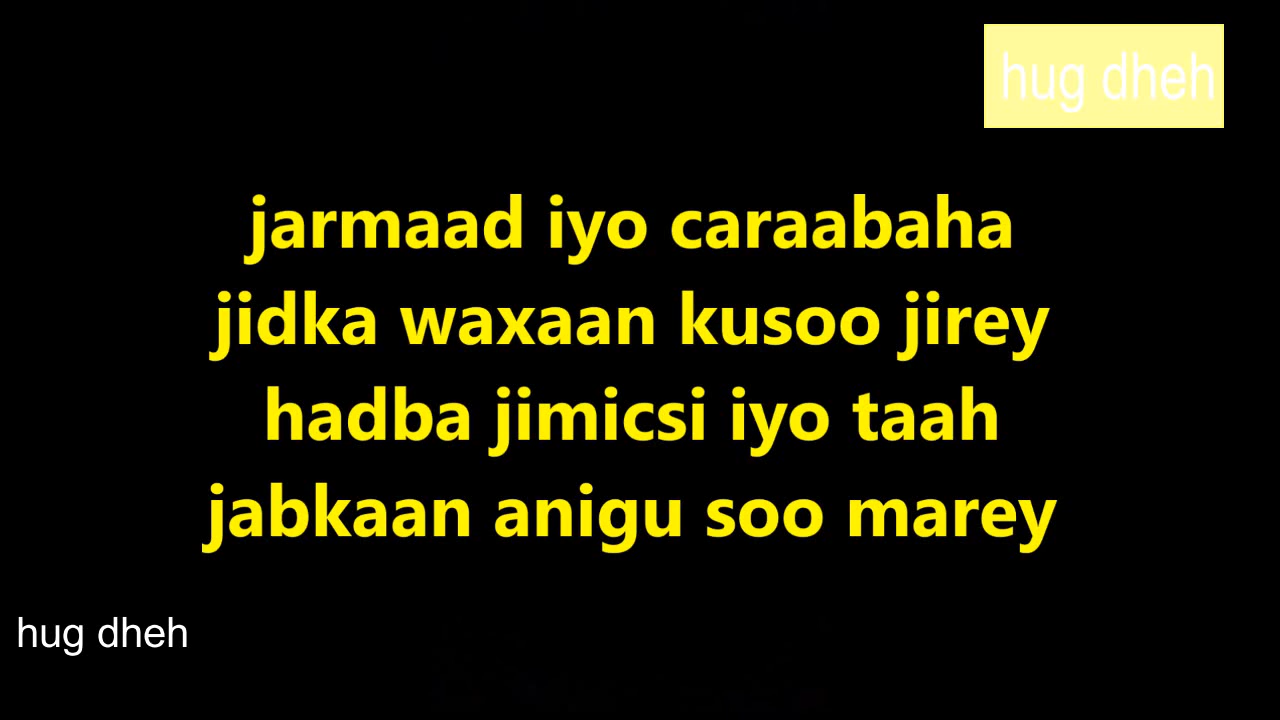 hug dheh
jarmaad iyo caraabaha
jidka waxaan kusoo jirey
hadba jimicsi iyo taah
jabkaan anigu soo marey
hug dheh